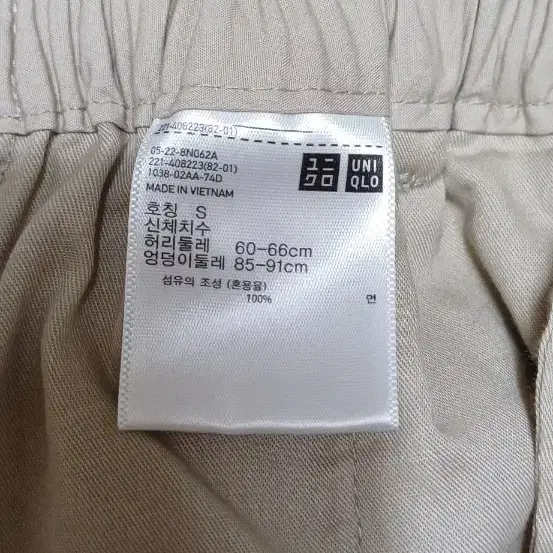 221-408223(82-01)
05-22-8N062A
221-408223(82-01)
1038-02AA-74D
MADE IN VIETNAM
ユニ
クロ
UNI
QLO
호칭 S
신체치수
허리둘레 60-66cm
엉덩이둘레 85-91cm
섬유의 조성 (혼용율)
100% 면